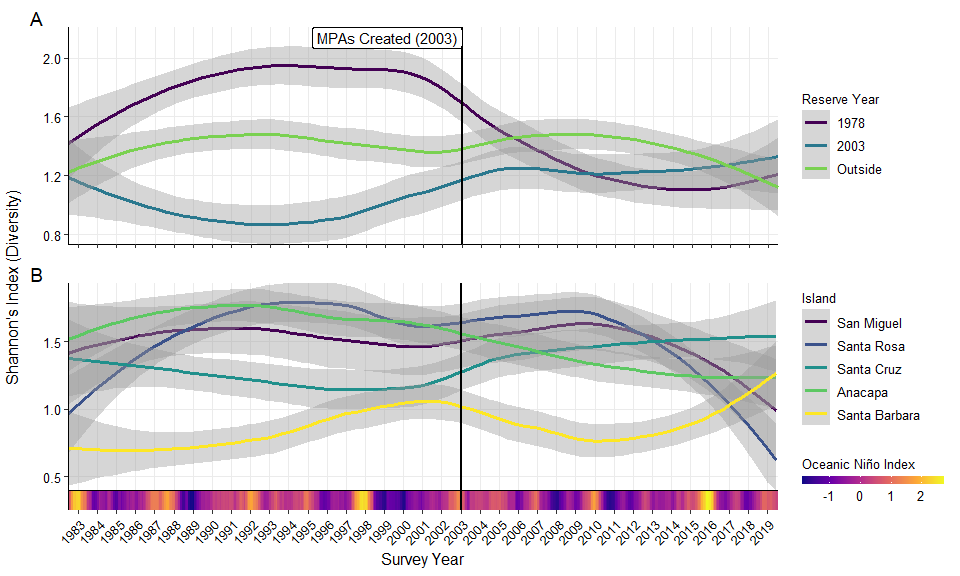 A
MPAs Created (2003)
2.0
1.6
1.2
0.8
Reserve Year
1978
2003
Outside
Shannon's Index (Diversity)
B
1.5
1.0
0.5
Island
San Miguel
Santa Rosa
Santa Cruz
Anacapa
Santa Barbara
Oceanic Niño Index
-1 0 1 2
1983 1984 1985 1986 1987 1988 1989 1990 1991 1992 1993 1994 1995 1996 1997 1998 1999 2000 2001 2002 2003 2004 2005 2006 2007 2008 2009 2010 2011 2012 2013 2014 2015 2016 2017 2018 2019
Survey Year